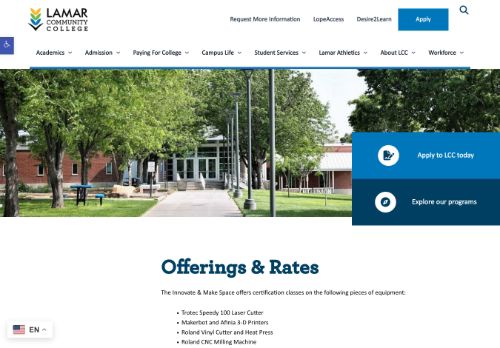 LAMAR
COMMUNITY
COLLEGE
Request More Information LopeAccess Desire2Learn Apply
Academics Admission Paying For College Campus Life Student Services Lamar Athletics About LCC Workforce
Apply to LCC today
Explore our programs
Offerings & Rates
The Innovate & Make Space offers certification classes on the following pieces of equipment:
• Trotec Speedy 100 Laser Cutter
• Makerbot and Afinia 3-D Printers
• Roland Vinyl Cutter and Heat Press
• Roland CNC Milling Machine
EN